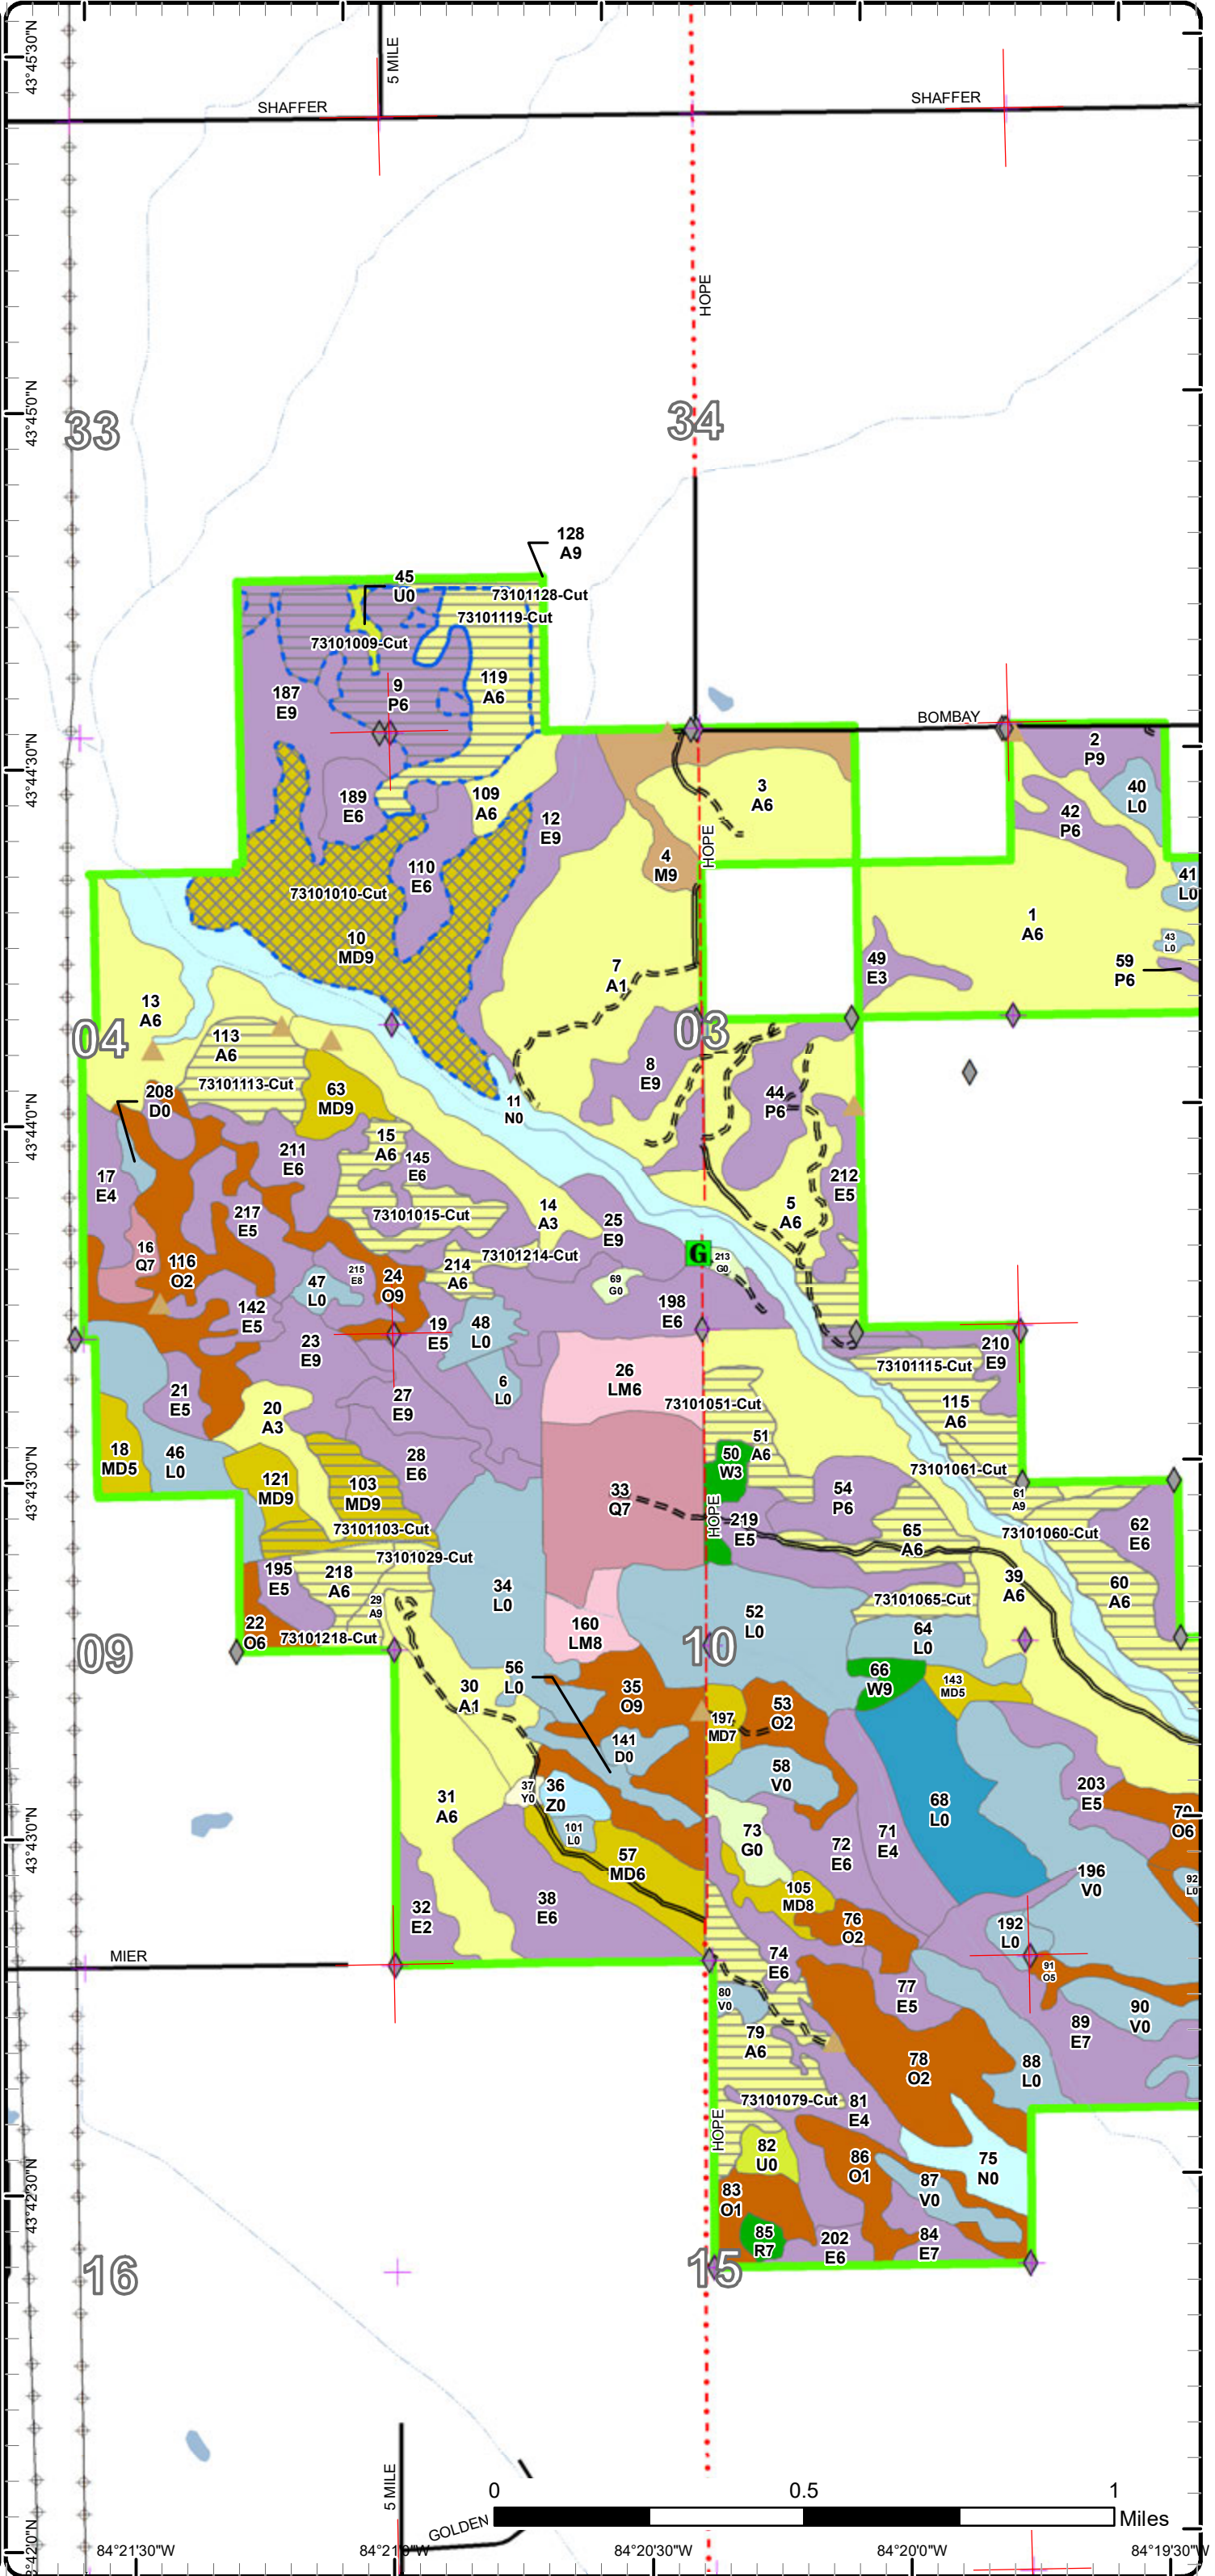 43°45'30"N
5 MILE
SHAFFER
SHAFFER
HOPE
43°45'0"N
33
34
128
A9
45
U0
73101128-Cut
73101119-Cut
73101009-Cut
9
P6
119
A6
187
E9
BOMBAY
2
P9
43°44'30"N
189
E6
109
A6
12
E9
3
A6
40
L0
42
P6
HOPE
4
M9
110
E6
73101010-Cut
41
L0
1
A6
10
MD9
43
L0
7
A1
49
E3
59
P6
13
A6
04
113
A6
03
73101113-Cut
63
MD9
8
E9
44
P6
208
D0
11
N0
43°44'0"N
15
A6
211
E6
145
E6
17
E4
212
E5
217
E5
73101015-Cut
14
A3
5
A6
25
E9
16
Q7
73101214-Cut
G
213
G0
116
O2
214
A6
215
E8
47
L0
24
O9
69
G0
142
E5
198
E6
19
E5
48
L0
23
E9
210
E9
73101115-Cut
26
LM6
6
L0
21
E5
27
E9
73101051-Cut
115
A6
20
A3
51
A6
18
MD5
46
L0
28
E6
50
W3
73101061-Cut
43°43'30"N
121
MD9
103
MD9
33
Q7
54
P6
61
A9
HOPE
219
E5
73101103-Cut
65
A6
73101060-Cut
62
E6
73101029-Cut
195
E5
218
A6
34
L0
39
A6
60
A6
29
A9
73101065-Cut
22
O6
73101218-Cut
160
LM8
52
L0
64
L0
09
10
56
L0
66
W9
30
A1
35
O9
143
MD5
53
O2
197
MD7
141
D0
58
V0
37
Y0
36
Z0
203
E5
31
A6
68
L0
70
O6
43°43'0"N
101
L0
73
G0
72
E6
71
E4
57
MD6
196
V0
92
L0
105
MD8
32
E2
38
E6
76
O2
192
L0
MIER
74
E6
91
O5
77
E5
80
V0
90
V0
79
A6
89
E7
78
O2
88
L0
73101079-Cut
81
E4
HOPE
82
U0
86
O1
75
N0
87
V0
43°42'30"N
83
O1
85
R7
202
E6
84
E7
16
15
5 MILE
0
0.5
1
Miles
GOLDEN
84°21'30"W
84°21'0"W
84°20'30"W
84°20'0"W
84°19'30"W